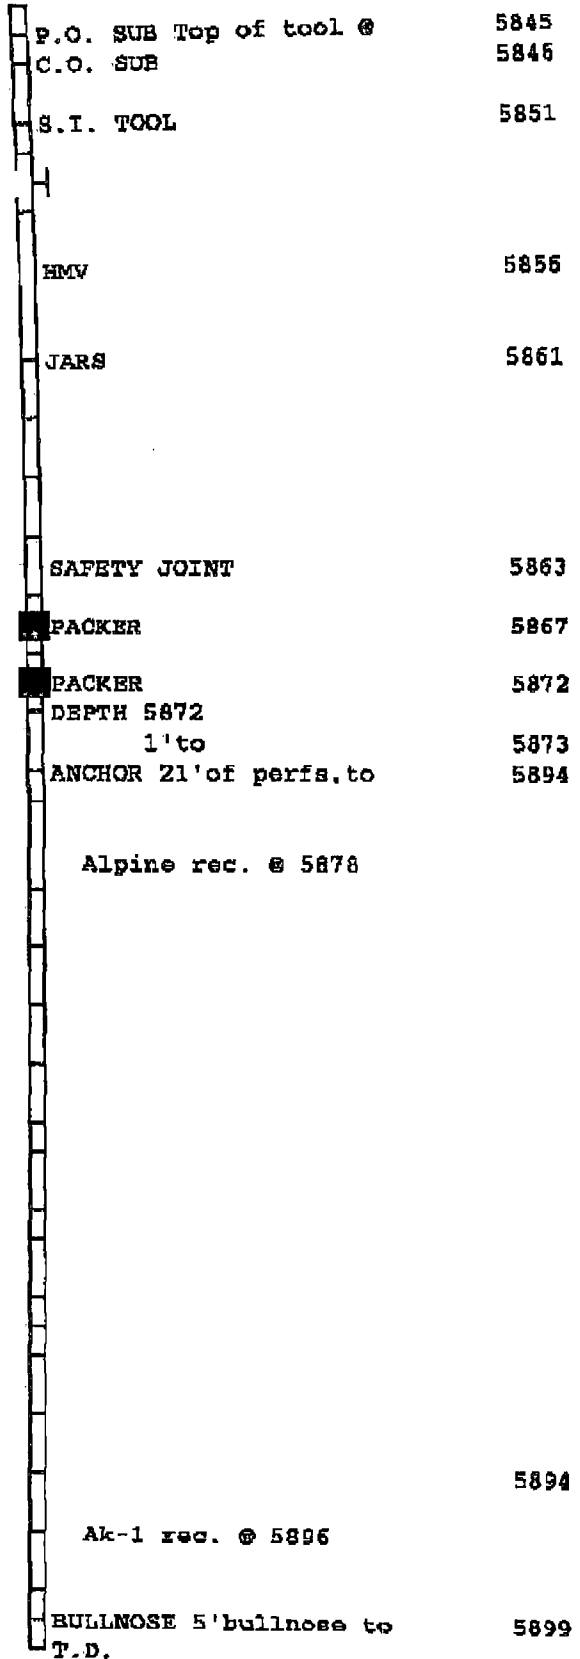 P.O. SUB Top of tool @ 5845
C.O. SUB 5846
S.I. TOOL 5851
HMV 5856
JARS 5861
SAFETY JOINT 5863
PACKER 5867
PACKER 5872
DEPTH 5872
1'to 5873
ANCHOR 21'of perfs.to 5894
Alpine rec. @ 5878
5894
Ak-1 rec. @ 5896
BULLNOSE 5'bullnose to 5899
T.D.